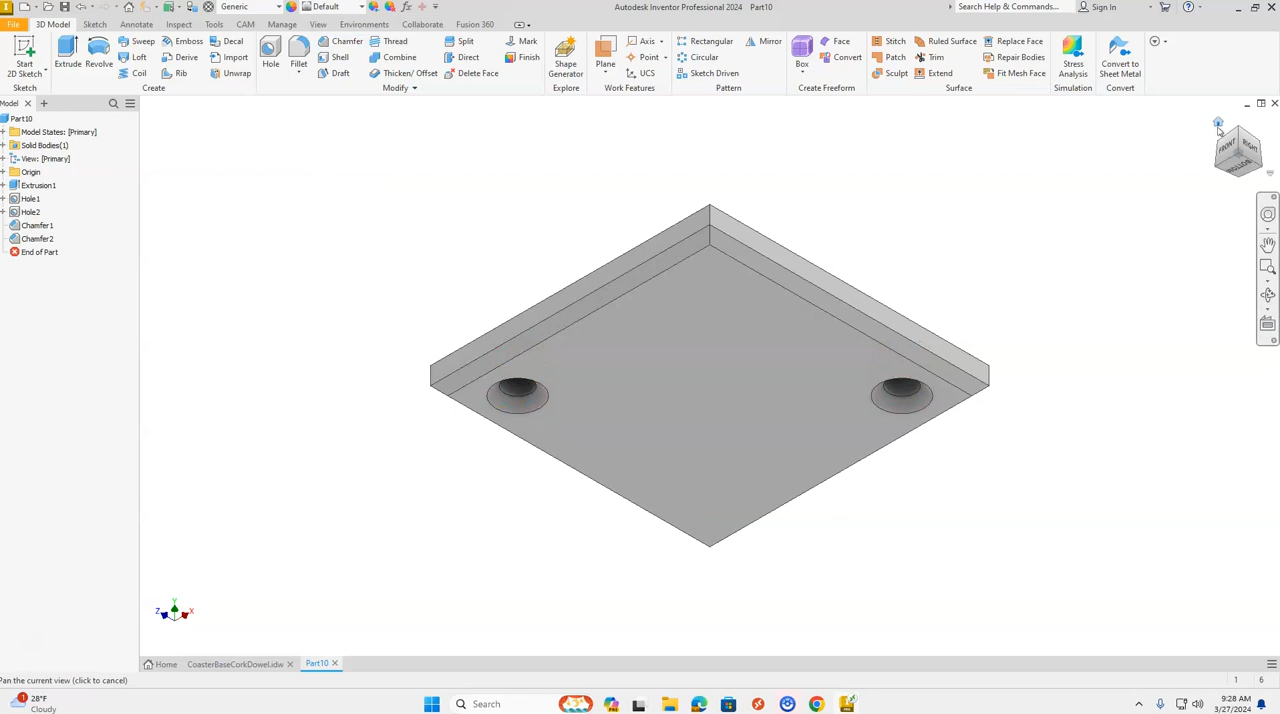 Generic
Default
Autodesk Inventor Professional 2024 Part10
Search Help & Commands...
Sign In
File
3D Model
Sketch
Annotate
Inspect
Tools
CAM
Manage
View
Environments
Collaborate
Fusion 360
Start
2D Sketch
Sketch
Extrude
Revolve
Sweep
Loft
Coil
Emboss
Derive
Rib
Decal
Import
Unwrap
Create
Hole
Fillet
Chamfer
Shell
Draft
Thread
Combine
Thicken/ Offset
Split
Direct
Delete Face
Modify
Mark
Finish
Shape
Generator
Explore
Plane
Axis
Point
UCS
Work Features
Rectangular
Circular
Sketch Driven
Mirror
Pattern
Box
Face
Convert
Create Freeform
Stitch
Patch
Sculpt
Ruled Surface
Trim
Extend
Replace Face
Repair Bodies
Fit Mesh Face
Surface
Stress
Analysis
Simulation
Convert to
Sheet Metal
Convert
Model
Part10
Model States: [Primary]
Solid Bodies(1)
View: [Primary]
Origin
Extrusion1
Hole1
Hole2
Chamfer1
Chamfer2
End of Part
FRONT
RIGHT
BOTTOM
Y
Z
X
Home
CoasterBaseCorkDowel.idw
Part10
Pan the current view (click to cancel)
1
6
1
28°F
Cloudy
Search
PRO
9:28 AM
3/27/2024